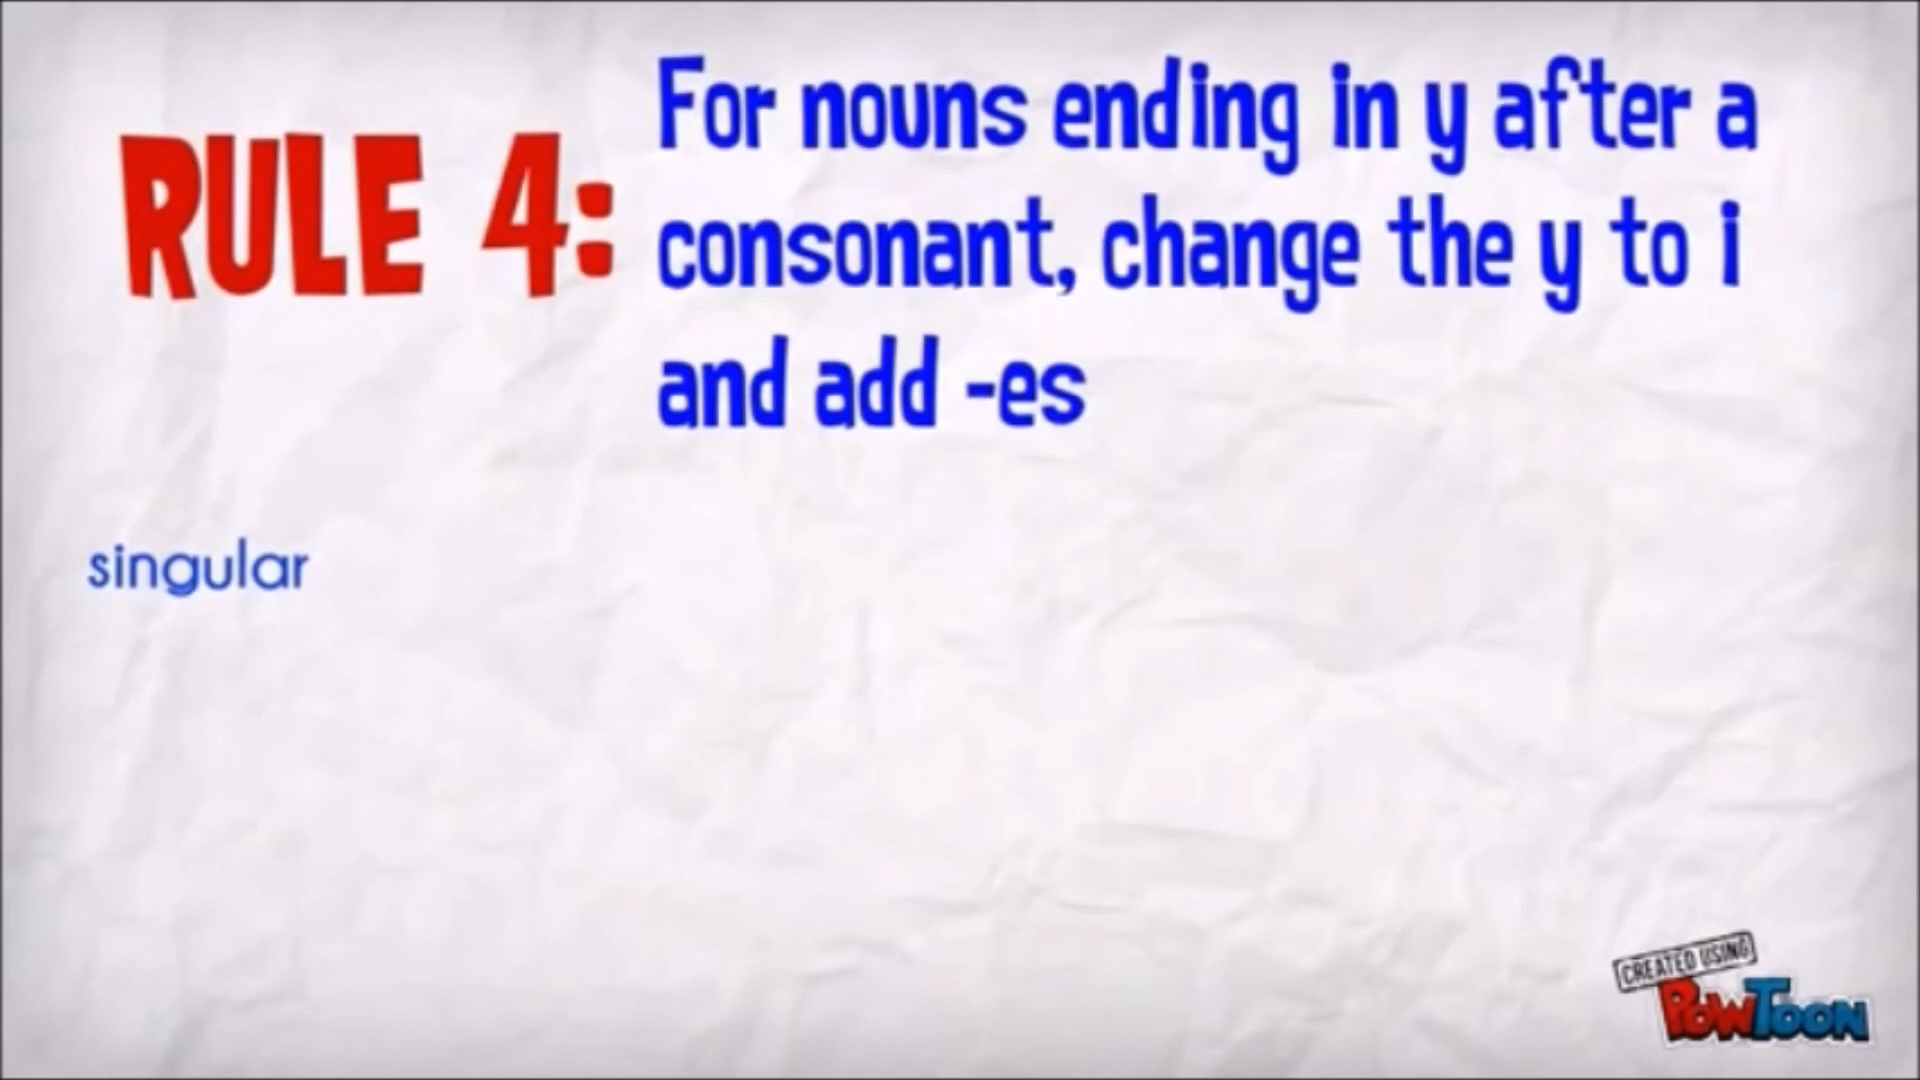 RULE 4:
For nouns ending in y after a
consonant, change the y to i
and add -es
singular
CREATED USING
POWTOON